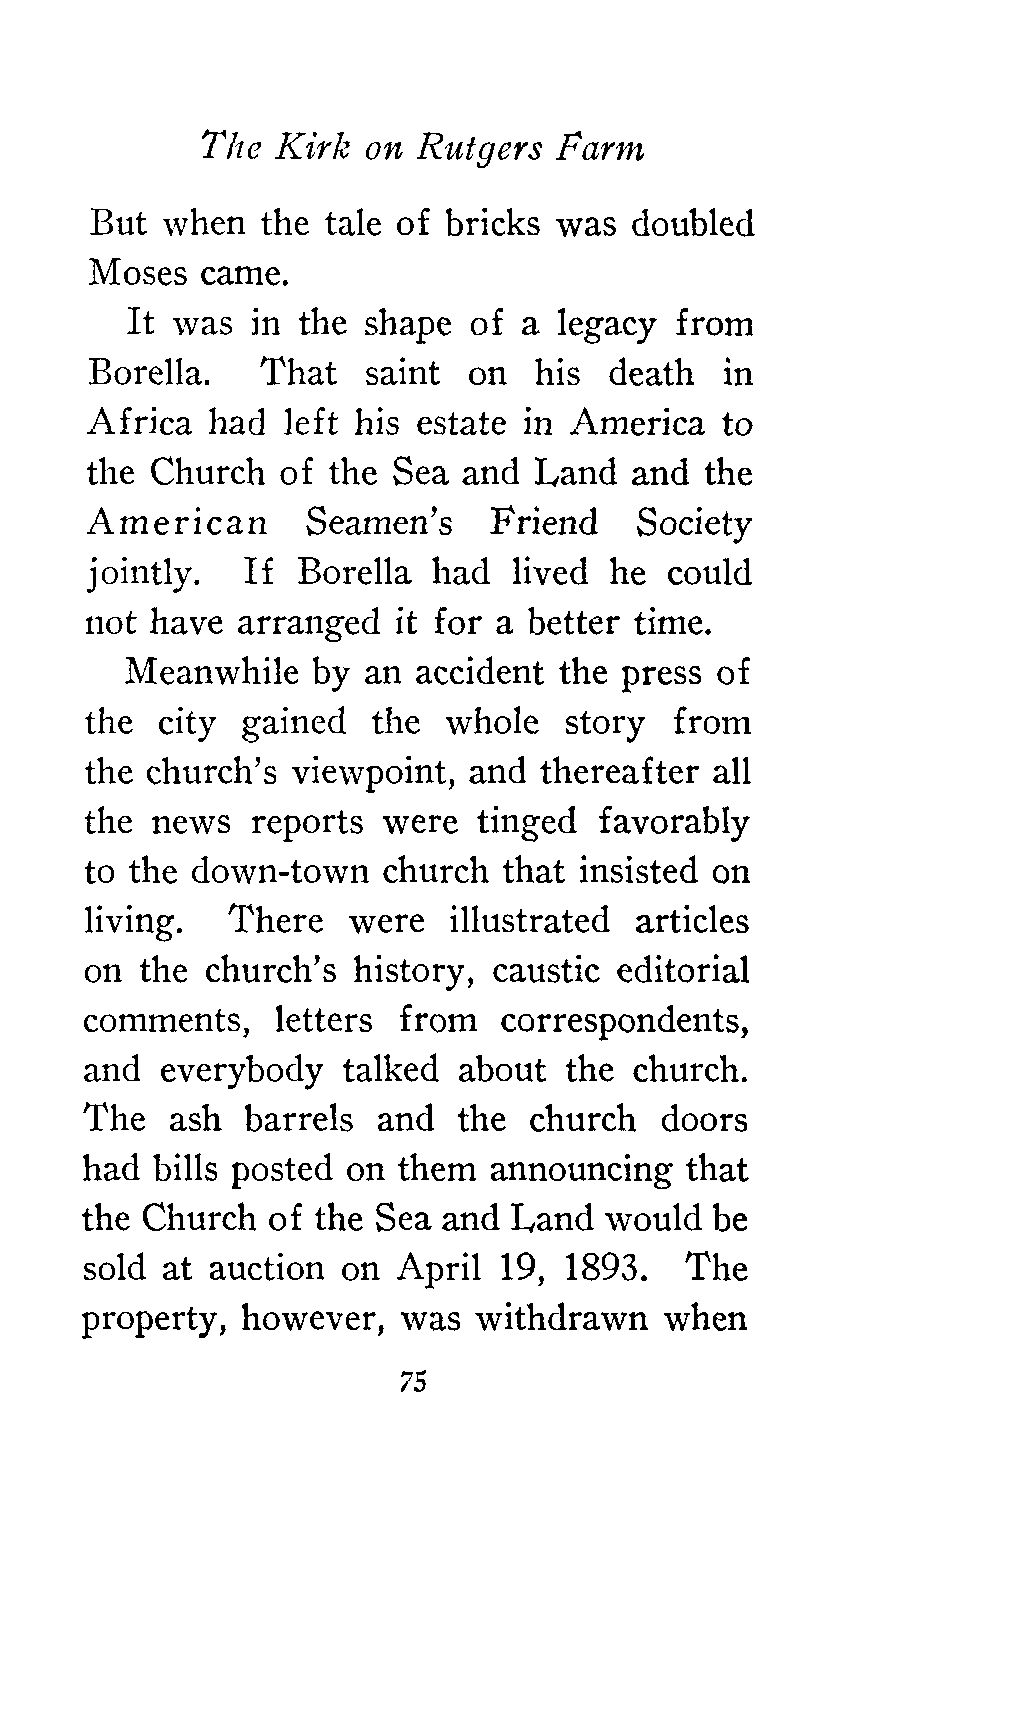 The Kirk on Rutgers Farm
But when the tale of bricks was doubled
Moses came.
It was in the shape of a legacy from
Borella. That saint on his death in
Africa had left his estate in America to
the Church of the Sea and Land and the
American Seamen's Friend Society
jointly. If Borella had lived he could
not have arranged it for a better time.
Meanwhile by an accident the press of
the city gained the whole story from
the church's viewpoint, and thereafter all
the news reports were tinged favorably
to the down-town church that insisted on
living. There were illustrated articles
on the church's history, caustic editorial
comments, letters from correspondents,
and everybody talked about the church.
The ash barrels and the church doors
had bills posted on them announcing that
the Church of the Sea and Land would be
sold at auction on April 19, 1893. The
property, however, was withdrawn when
75